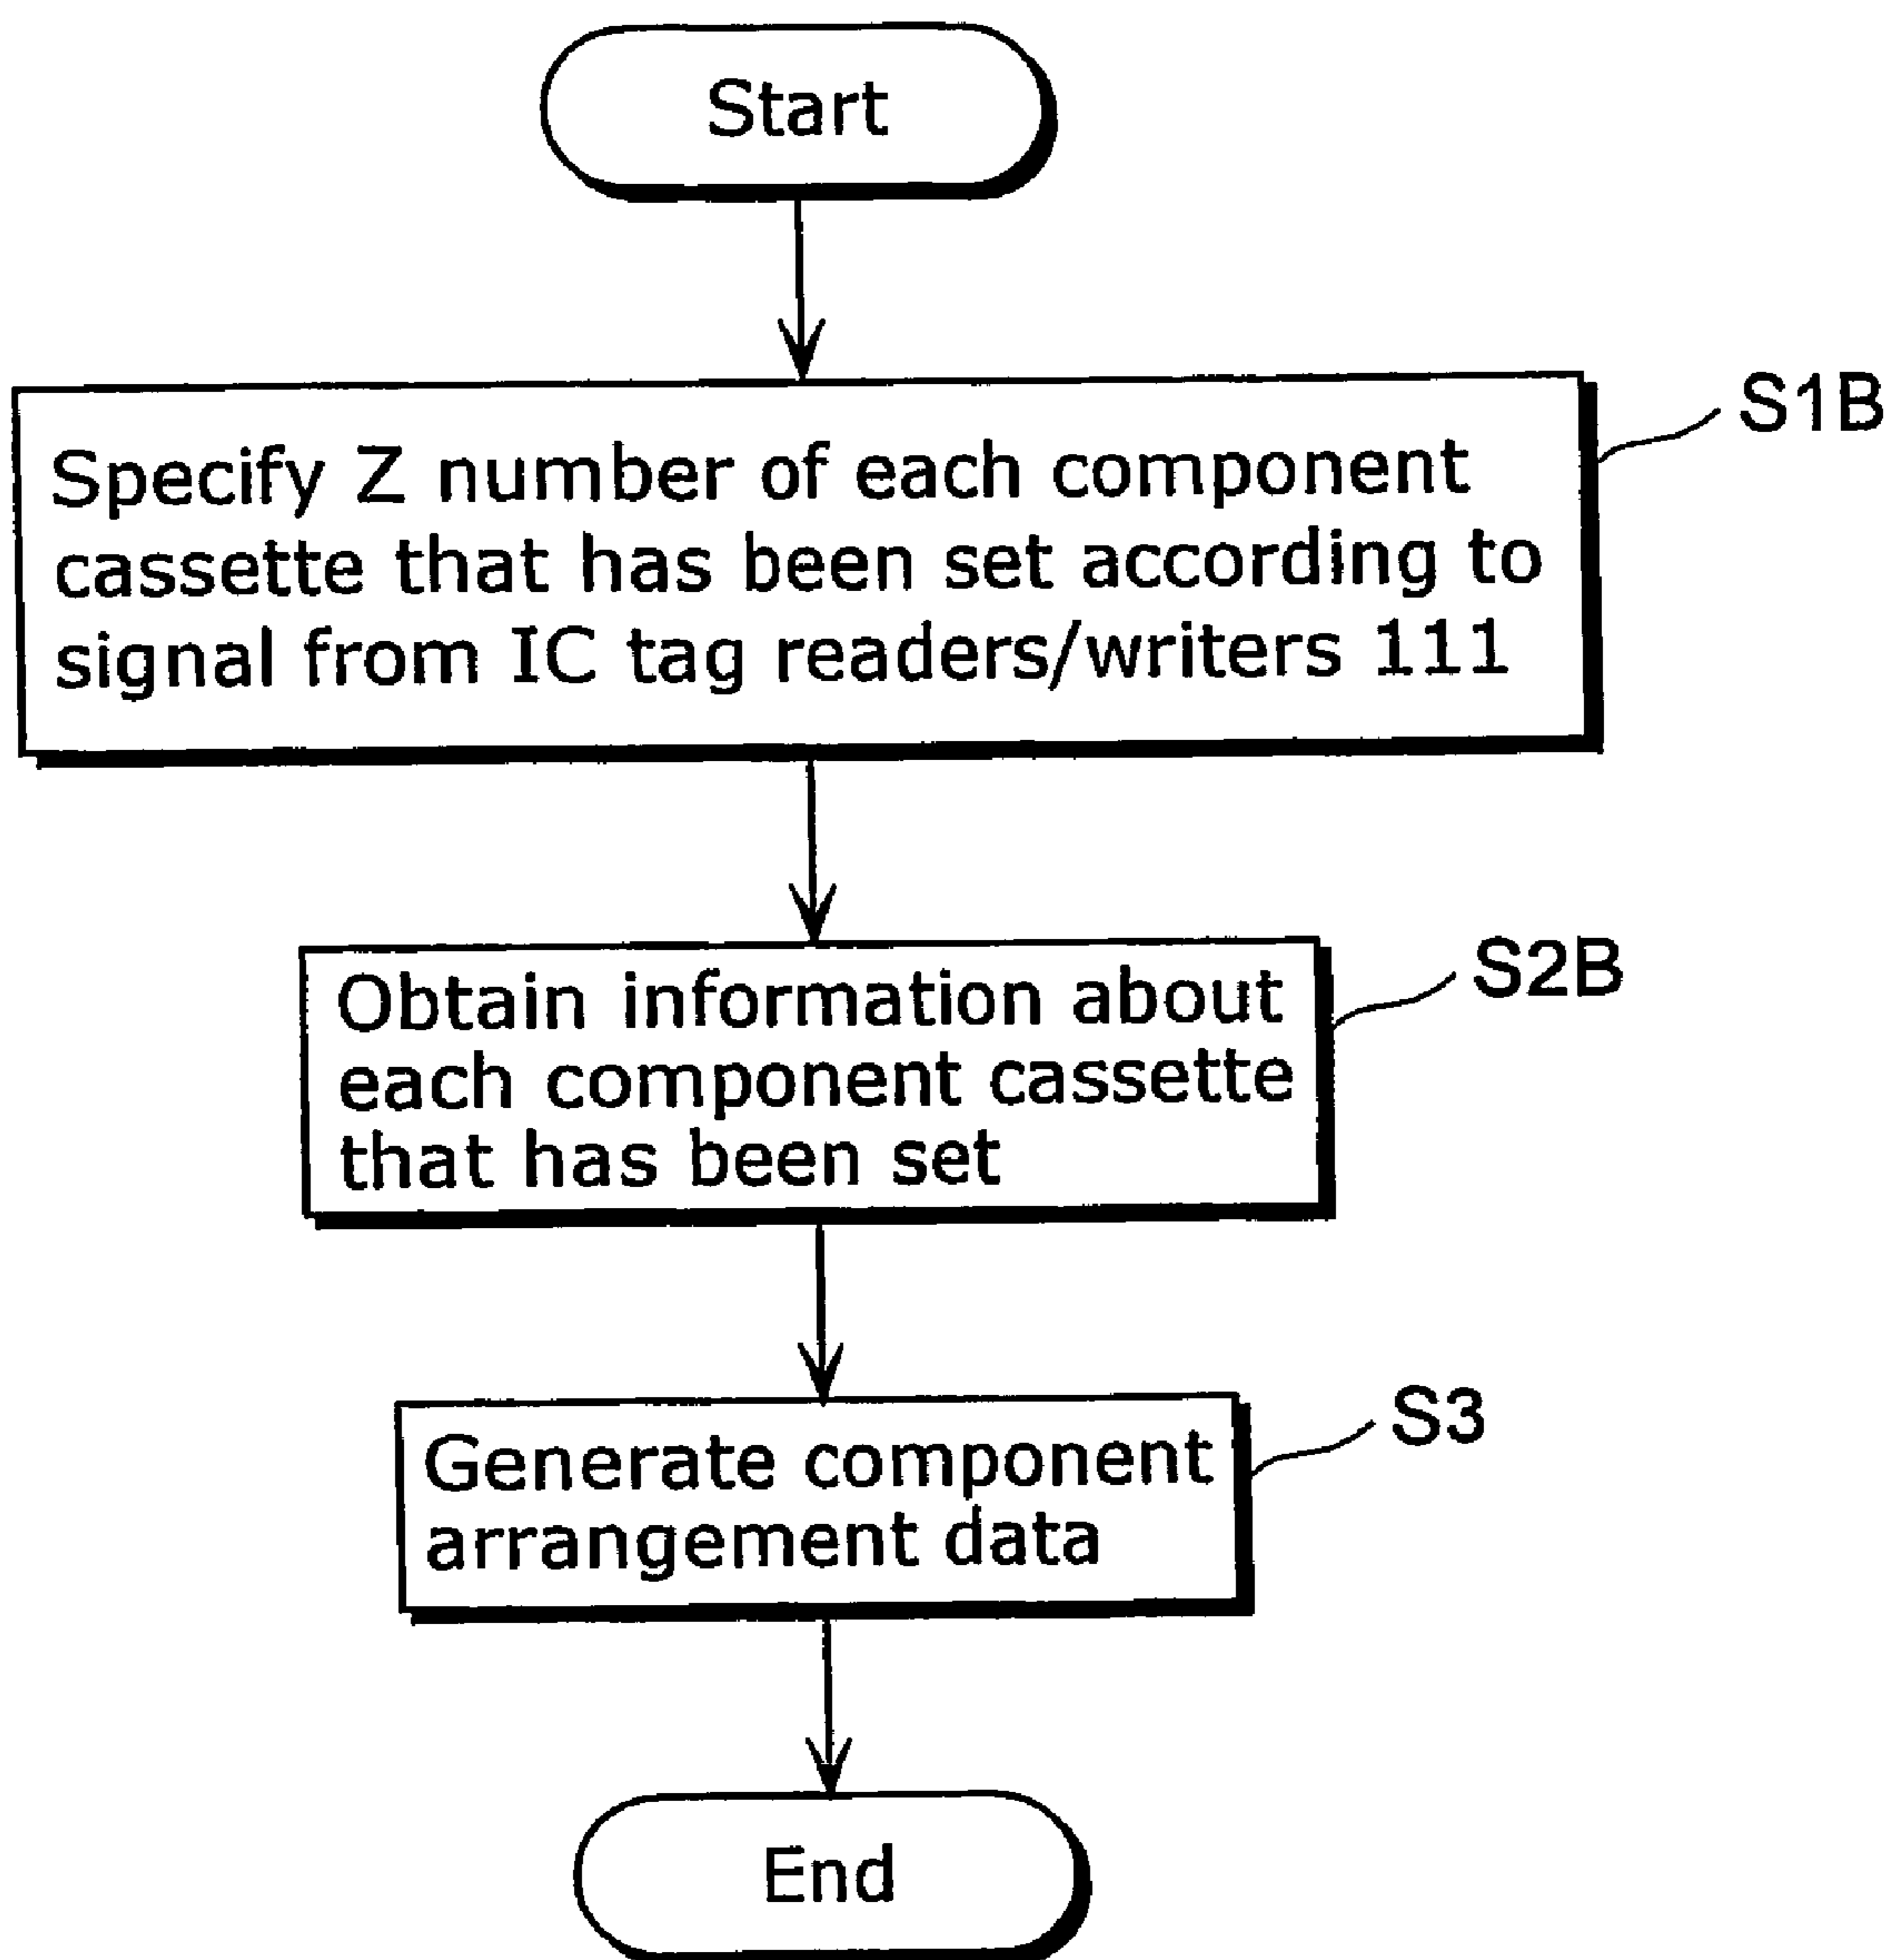 Start
Specify Z number of each component
cassette that has been set according to
signal from IC tag readers/writers 111
S1B
Obtain information about
each component cassette
that has been set
S2B
Generate component
arrangement data
S3
End